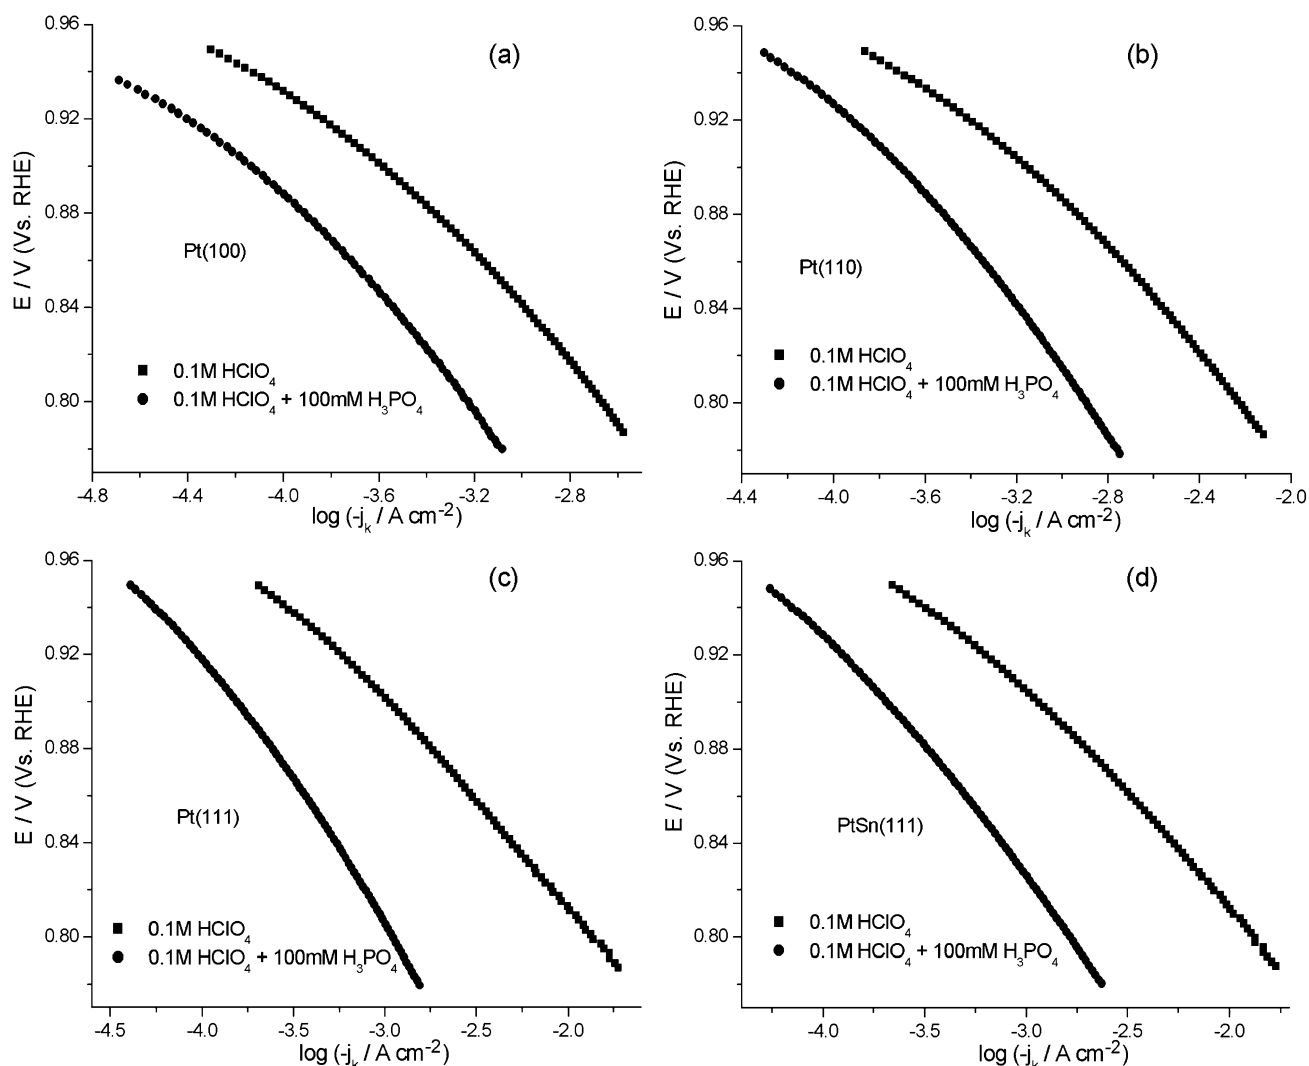 (a)
0.96
0.92
0.88
0.84
0.80
E / V (Vs. RHE)
Pt(100)
0.1M HClO₄
0.1M HClO₄ + 100mM H₃PO₄
-4.8 -4.4 -4.0 -3.6 -3.2 -2.8
log (-jₖ / A cm⁻²)
(b)
0.96
0.92
0.88
0.84
0.80
E / V (Vs. RHE)
Pt(110)
0.1M HClO₄
0.1M HClO₄ + 100mM H₃PO₄
-4.4 -4.0 -3.6 -3.2 -2.8 -2.4 -2.0
log (-jₖ / A cm⁻²)
(c)
0.96
0.92
0.88
0.84
0.80
E / V (Vs. RHE)
Pt(111)
0.1M HClO₄
0.1M HClO₄ + 100mM H₃PO₄
-4.5 -4.0 -3.5 -3.0 -2.5 -2.0
log (-jₖ / A cm⁻²)
(d)
0.96
0.92
0.88
0.84
0.80
E / V (Vs. RHE)
PtSn(111)
0.1M HClO₄
0.1M HClO₄ + 100mM H₃PO₄
-4.0 -3.5 -3.0 -2.5 -2.0
log (-jₖ / A cm⁻²)